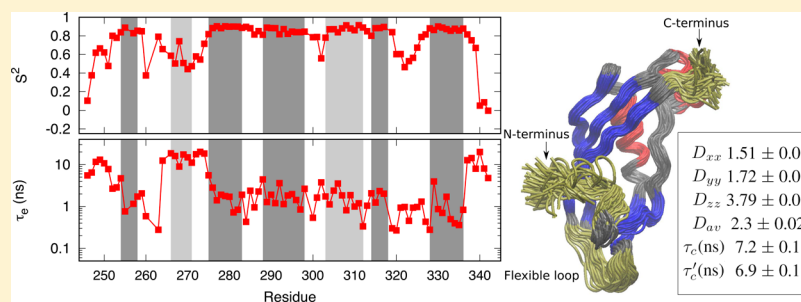 S²
1
0.8
0.6
0.4
0.2
0
-0.2
τe (ns)
10
1
0.1
250 260 270 280 290 300 310 320 330 340
Residue
C-terminus
N-terminus
Flexible loop
Dxx 1.51 ± 0.0
Dyy 1.72 ± 0.0
Dzz 3.79 ± 0.0
Dav 2.3 ± 0.02
τc(ns) 7.2 ± 0.1
τ′c(ns) 6.9 ± 0.1